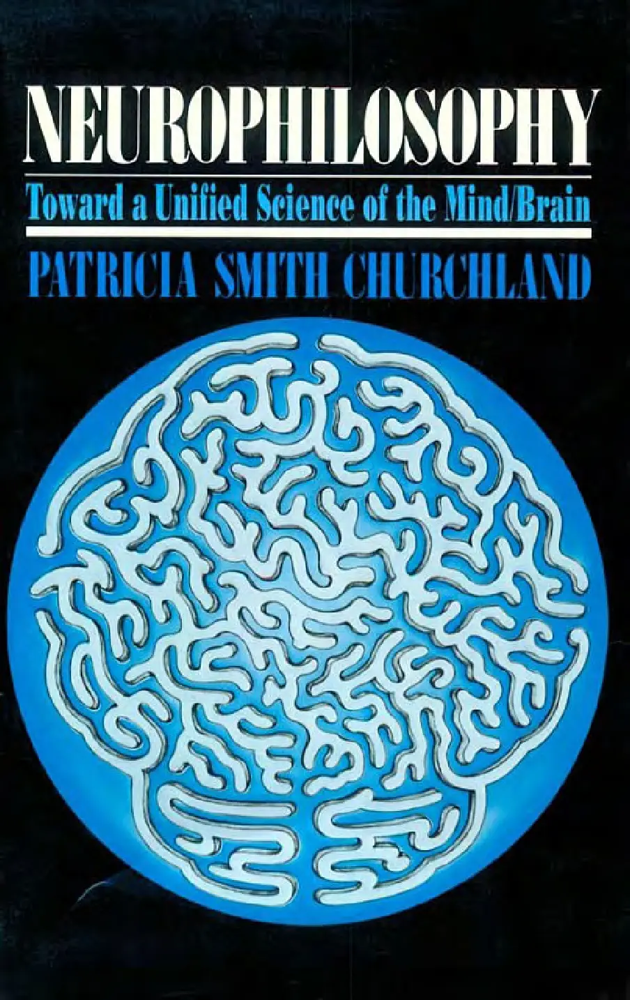 NEUROPHILOSOPHY
Toward a Unified Science of the Mind/Brain
PATRICIA SMITH CHURCHLAND